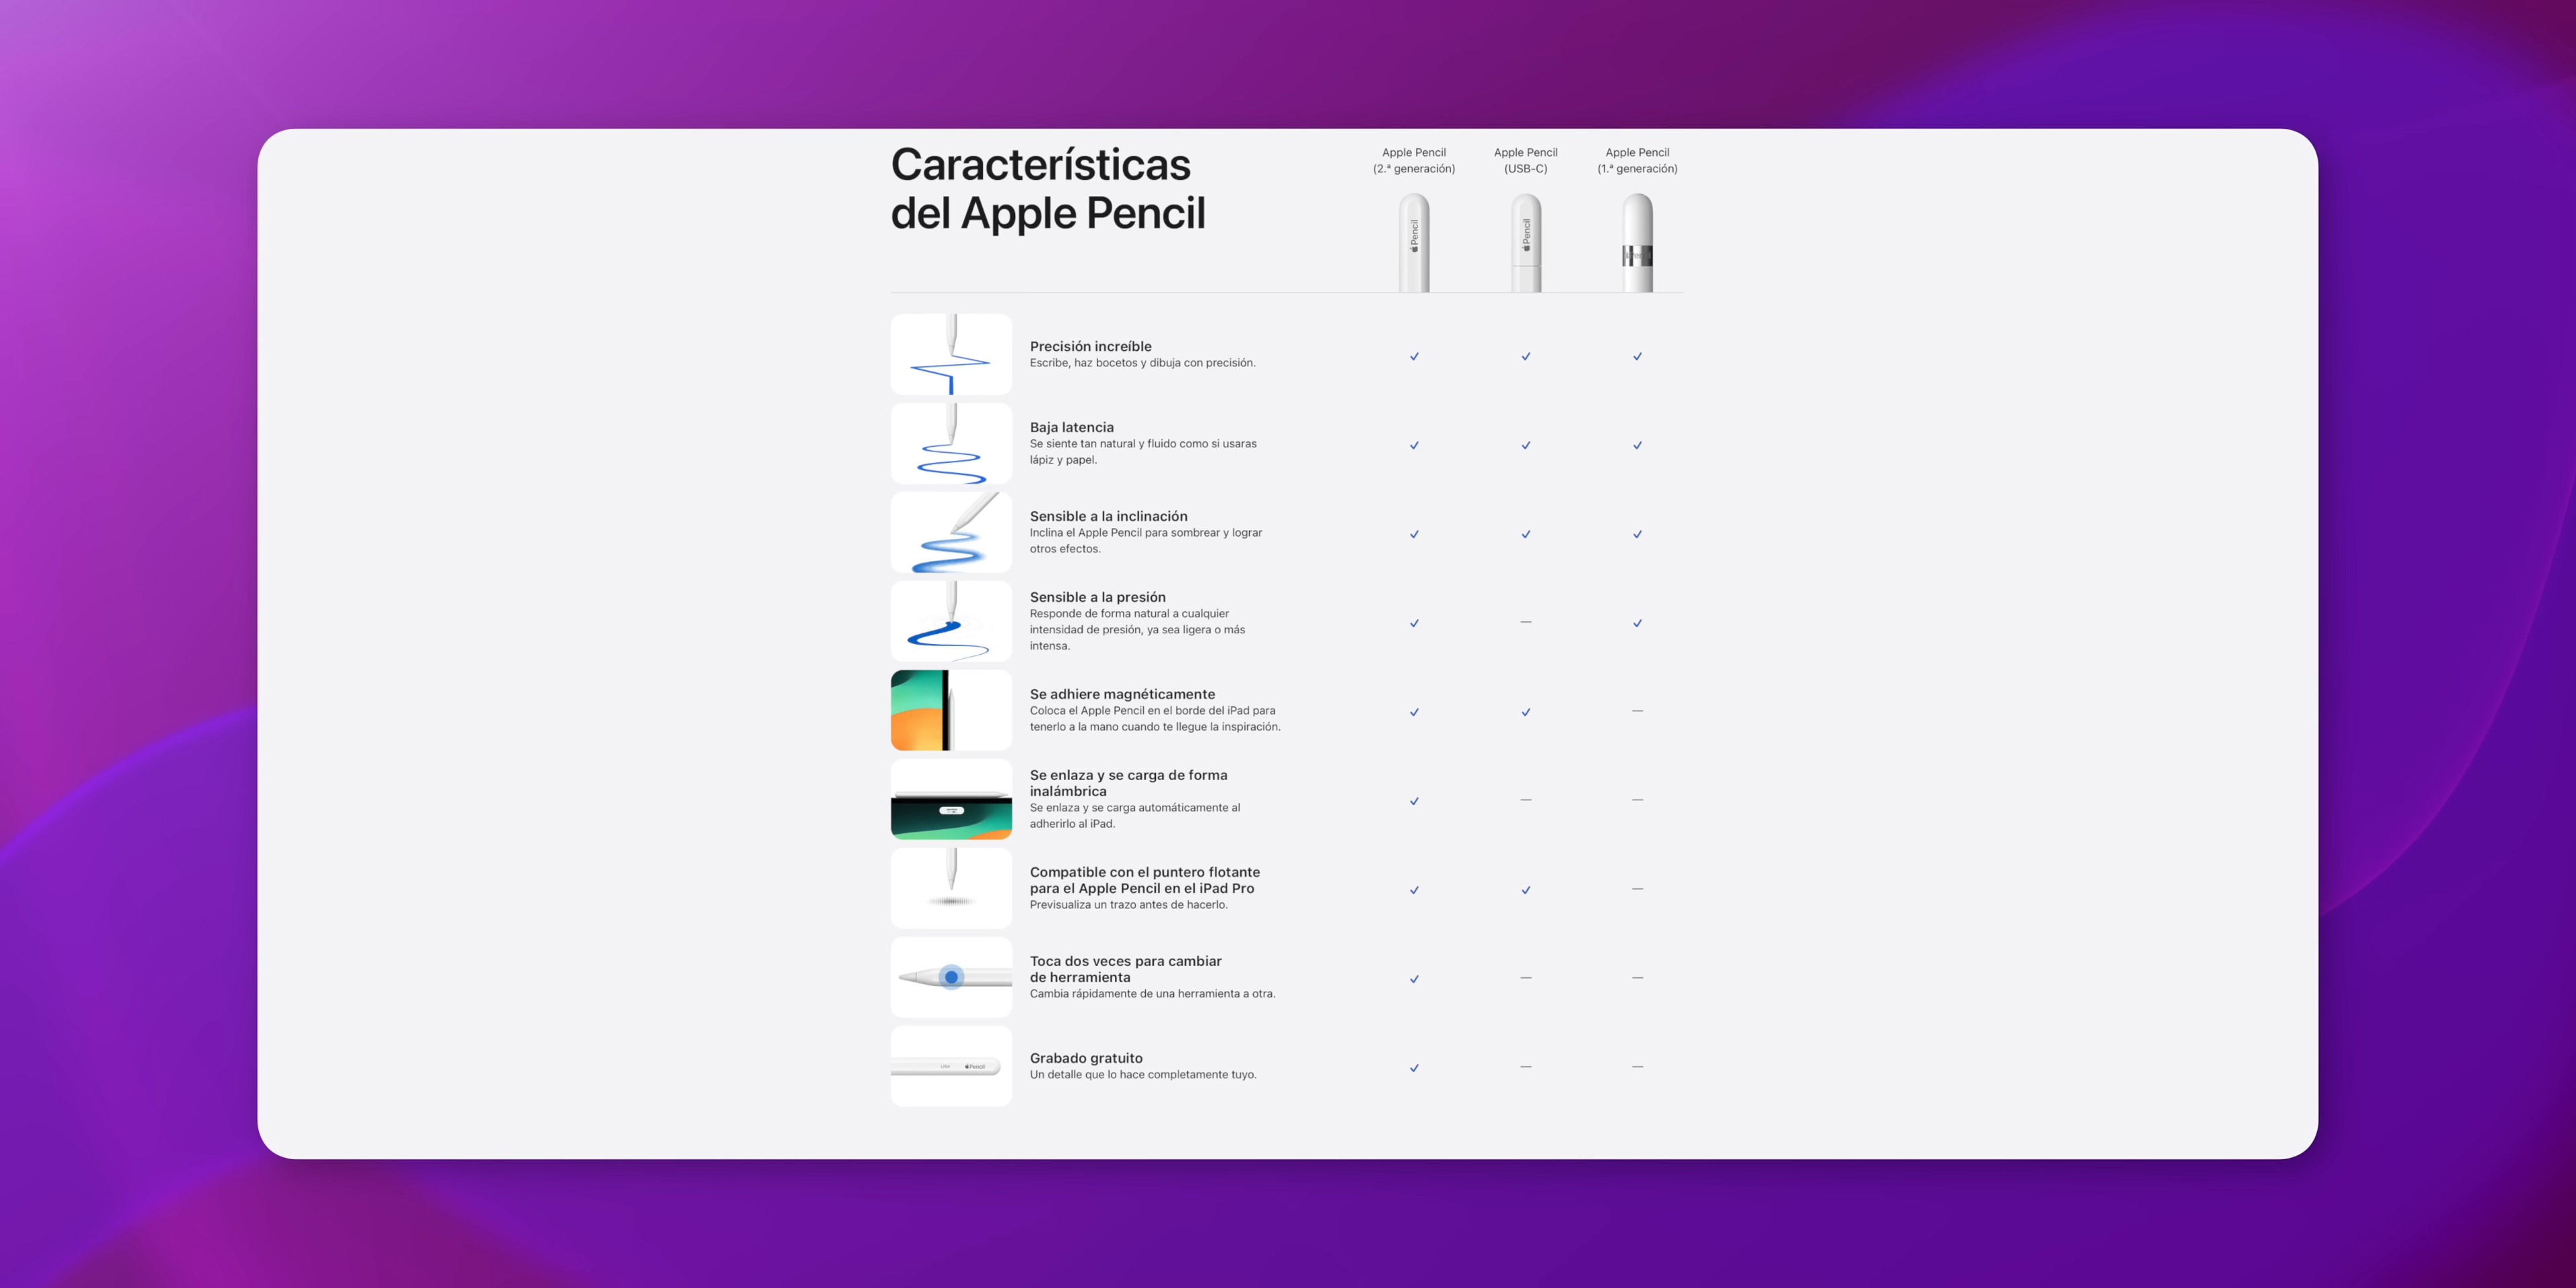 Características
del Apple Pencil
Apple Pencil
(2.ª generación)
Apple Pencil
(USB-C)
Apple Pencil
(1.ª generación)
Pencil
Pencil
Precisión increíble
Escribe, haz bocetos y dibuja con precisión.
Baja latencia
Se siente tan natural y fluido como si usaras
lápiz y papel.
Sensible a la inclinación
Inclina el Apple Pencil para sombrear y lograr
otros efectos.
Sensible a la presión
Responde de forma natural a cualquier
intensidad de presión, ya sea ligera o más
intensa.
Se adhiere magnéticamente
Coloca el Apple Pencil en el borde del iPad para
tenerlo a la mano cuando te llegue la inspiración.
Se enlaza y se carga de forma
inalámbrica
Se enlaza y se carga automáticamente al
adherirlo al iPad.
Compatible con el puntero flotante
para el Apple Pencil en el iPad Pro
Previsualiza un trazo antes de hacerlo.
Toca dos veces para cambiar
de herramienta
Cambia rápidamente de una herramienta a otra.
Pencil
Grabado gratuito
Un detalle que lo hace completamente tuyo.